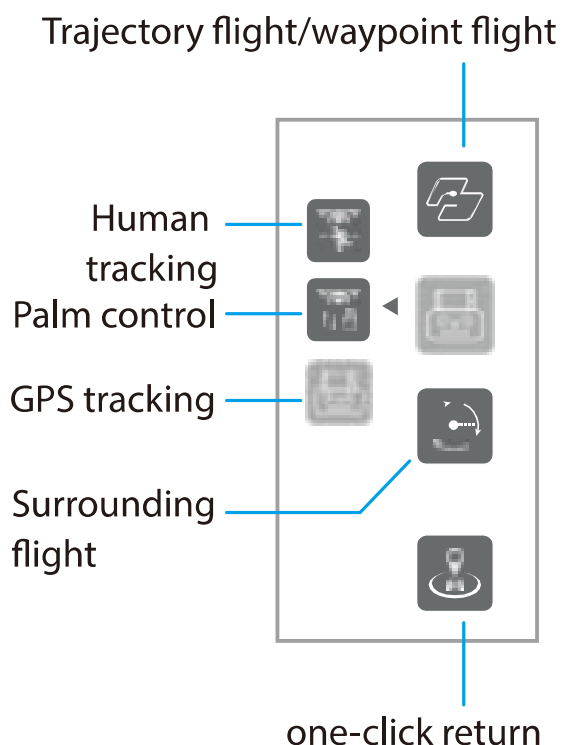 Trajectory flight/waypoint flight
Human
tracking
Palm control
GPS tracking
Surrounding
flight
one-click return